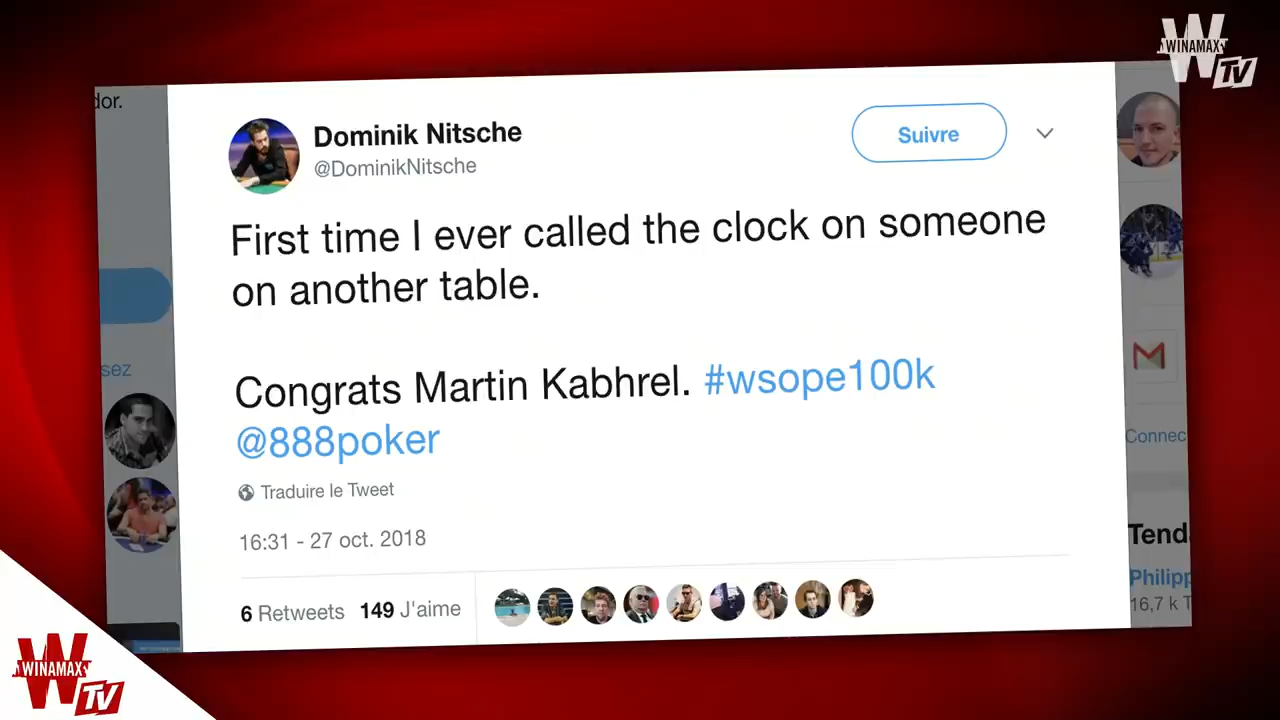 WINAMAX
TV
dor.
Dominik Nitsche
@DominikNitsche
Suivre
First time I ever called the clock on someone
on another table.
sez
Congrats Martin Kabhrel. #wsope100k
@888poker
Connec
Traduire le Tweet
16:31 - 27 oct. 2018
Tend
Philipp
16,7 k T
6 Retweets 149 J'aime
WINAMAX
TV